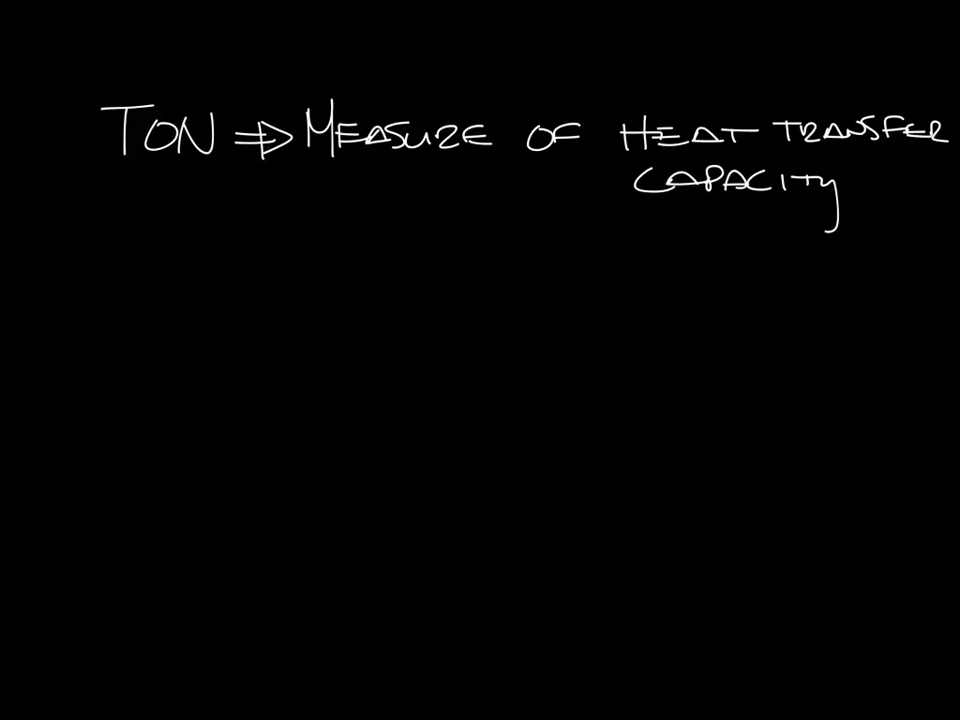 TON ⇒ MEASURE OF HEAT TRANSFER
CAPACITY